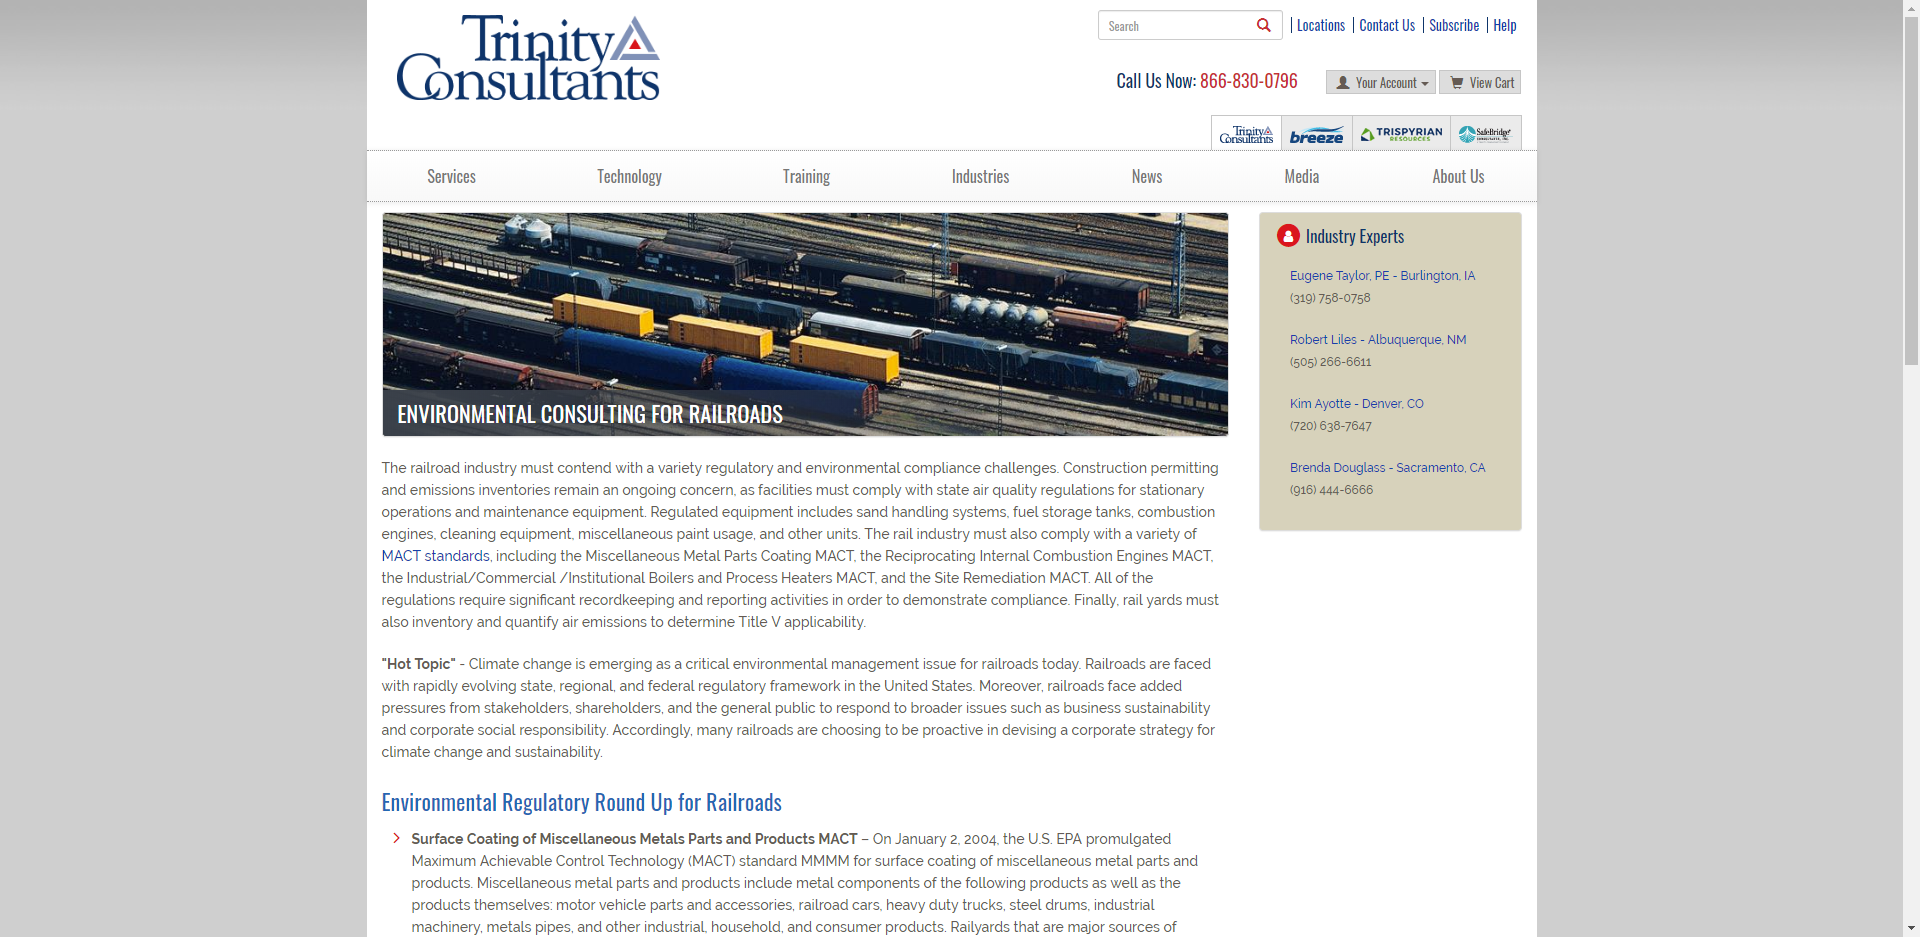 Trinity
Consultants
Search
Locations
Contact Us
Subscribe
Help
Call Us Now: 866-830-0796
Your Account
View Cart
Trinity
Consultants
breeze
TRISPYRIAN
RESOURCES
SafeBridge
Services
Technology
Training
Industries
News
Media
About Us
ENVIRONMENTAL CONSULTING FOR RAILROADS
Industry Experts
Eugene Taylor, PE - Burlington, IA
(319) 758-0758
Robert Liles - Albuquerque, NM
(505) 266-6611
Kim Ayotte - Denver, CO
(720) 638-7647
Brenda Douglass - Sacramento, CA
(916) 444-6666
The railroad industry must contend with a variety regulatory and environmental compliance challenges. Construction permitting
and emissions inventories remain an ongoing concern, as facilities must comply with state air quality regulations for stationary
operations and maintenance equipment. Regulated equipment includes sand handling systems, fuel storage tanks, combustion
engines, cleaning equipment, miscellaneous paint usage, and other units. The rail industry must also comply with a variety of
MACT standards, including the Miscellaneous Metal Parts Coating MACT, the Reciprocating Internal Combustion Engines MACT,
the Industrial/Commercial /Institutional Boilers and Process Heaters MACT, and the Site Remediation MACT. All of the
regulations require significant recordkeeping and reporting activities in order to demonstrate compliance. Finally, rail yards must
also inventory and quantify air emissions to determine Title V applicability.
"Hot Topic" - Climate change is emerging as a critical environmental management issue for railroads today. Railroads are faced
with rapidly evolving state, regional, and federal regulatory framework in the United States. Moreover, railroads face added
pressures from stakeholders, shareholders, and the general public to respond to broader issues such as business sustainability
and corporate social responsibility. Accordingly, many railroads are choosing to be proactive in devising a corporate strategy for
climate change and sustainability.
Environmental Regulatory Round Up for Railroads
Surface Coating of Miscellaneous Metals Parts and Products MACT – On January 2, 2004, the U.S. EPA promulgated
Maximum Achievable Control Technology (MACT) standard MMMM for surface coating of miscellaneous metal parts and
products. Miscellaneous metal parts and products include metal components of the following products as well as the
products themselves: motor vehicle parts and accessories, railroad cars, heavy duty trucks, steel drums, industrial
machinery, metals pipes, and other industrial, household, and consumer products. Railyards that are major sources of